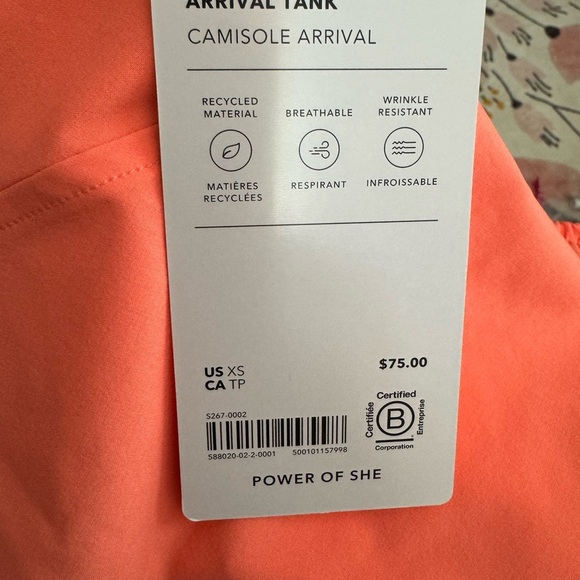 ARRIVAL TANK
CAMISOLE ARRIVAL
RECYCLED
MATERIAL
BREATHABLE
WRINKLE
RESISTANT
MATIÈRES
RECYCLÉES
RESPIRANT
INFROISSABLE
US XS
CA TP
$75.00
S267-0002
S88020-02-2-0001 500101157998
Certified
Certifiée
B
Entreprise
Corporation
POWER OF SHE